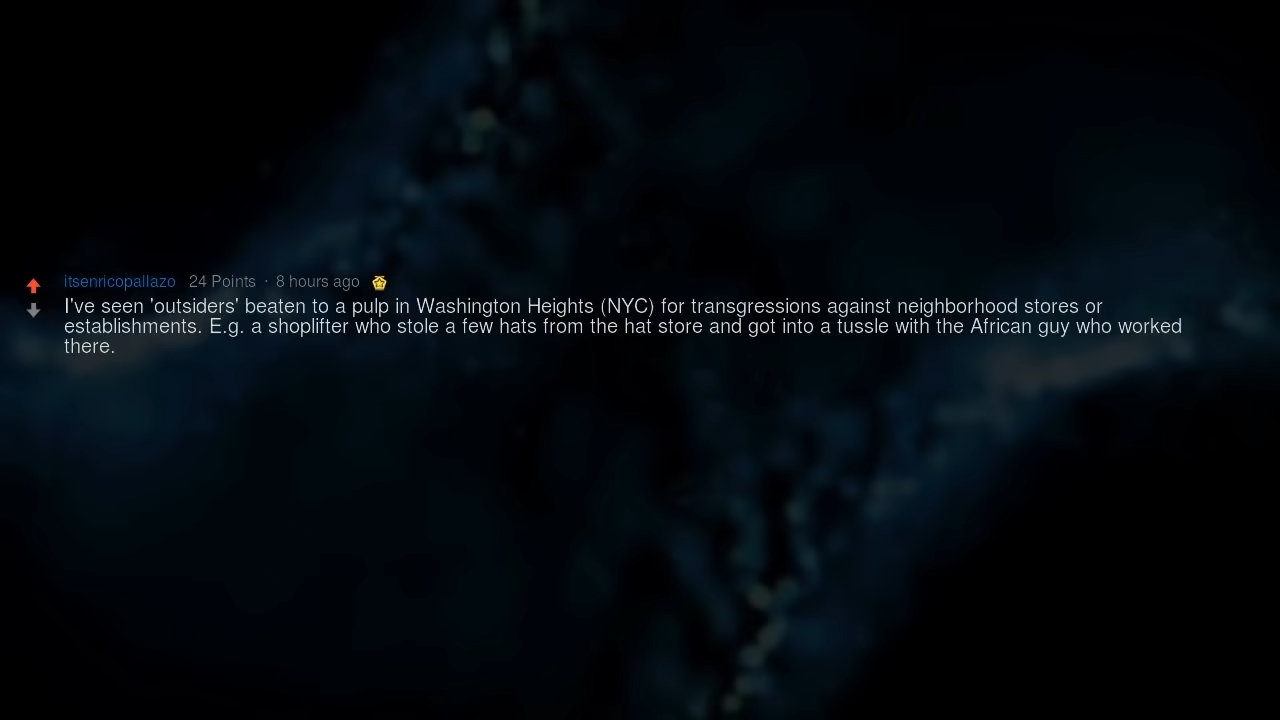 itsenricopallazo 24 Points · 8 hours ago
I've seen 'outsiders' beaten to a pulp in Washington Heights (NYC) for transgressions against neighborhood stores or
establishments. E.g. a shoplifter who stole a few hats from the hat store and got into a tussle with the African guy who worked
there.